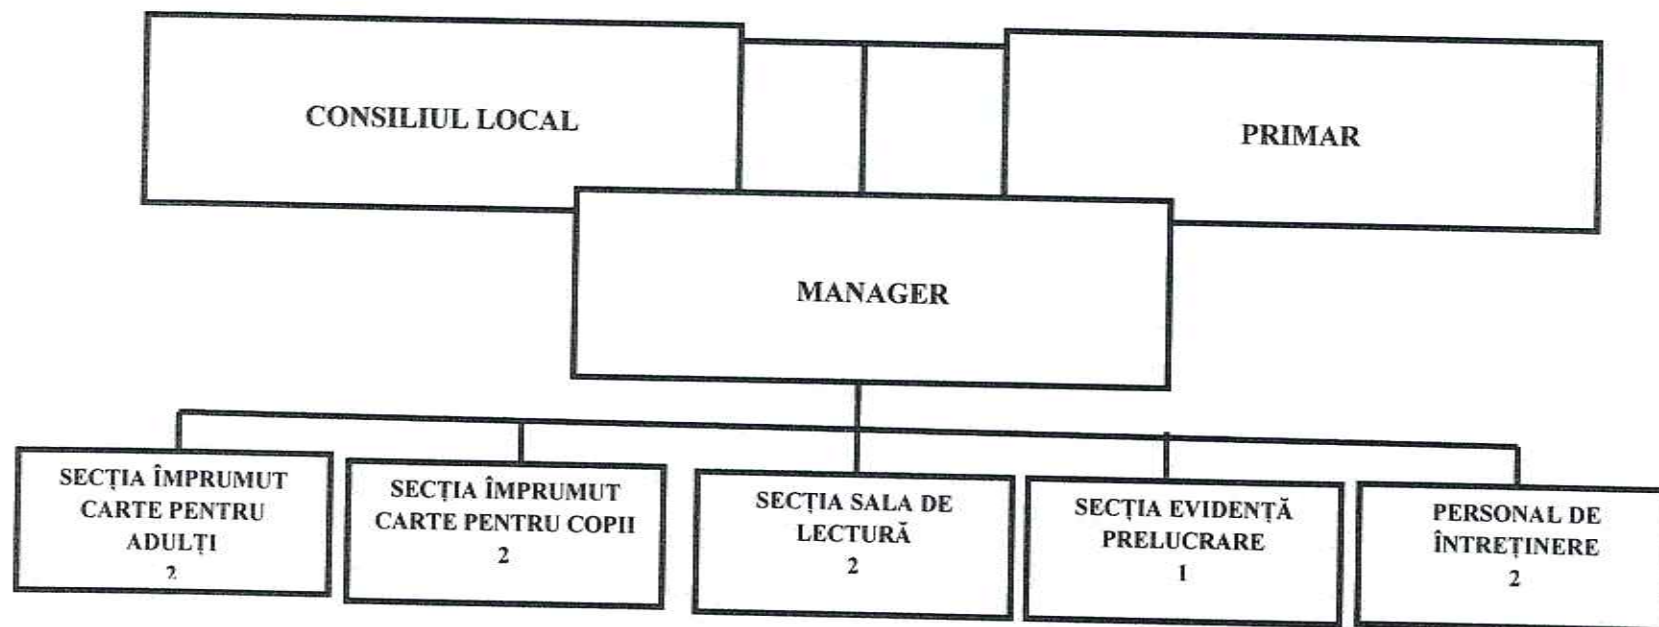 CONSILIUL LOCAL
PRIMAR
MANAGER
SECȚIA ÎMPRUMUT
CARTE PENTRU
ADULȚI
2
SECȚIA ÎMPRUMUT
CARTE PENTRU COPII
2
SECȚIA SALA DE
LECTURĂ
2
SECȚIA EVIDENȚĂ
PRELUCRARE
1
PERSONAL DE
ÎNTREȚINERE
2